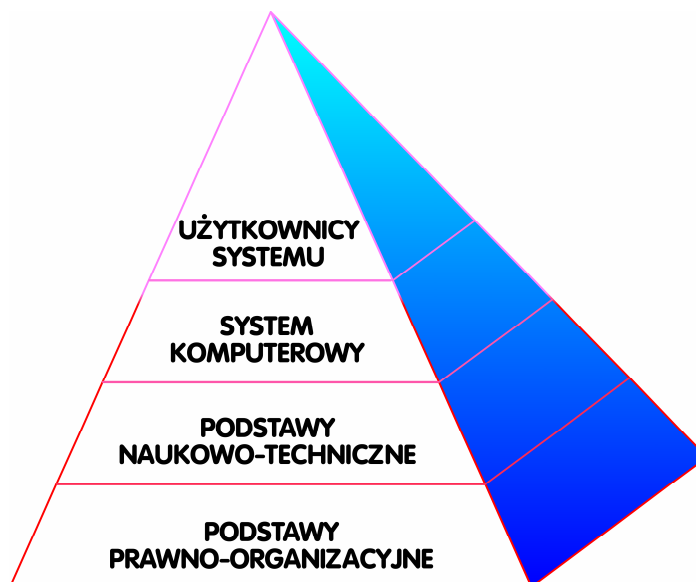 UŻYTKOWNICY
SYSTEMU
SYSTEM
KOMPUTEROWY
PODSTAWY
NAUKOWO-TECHNICZNE
PODSTAWY
PRAWNO-ORGANIZACYJNE